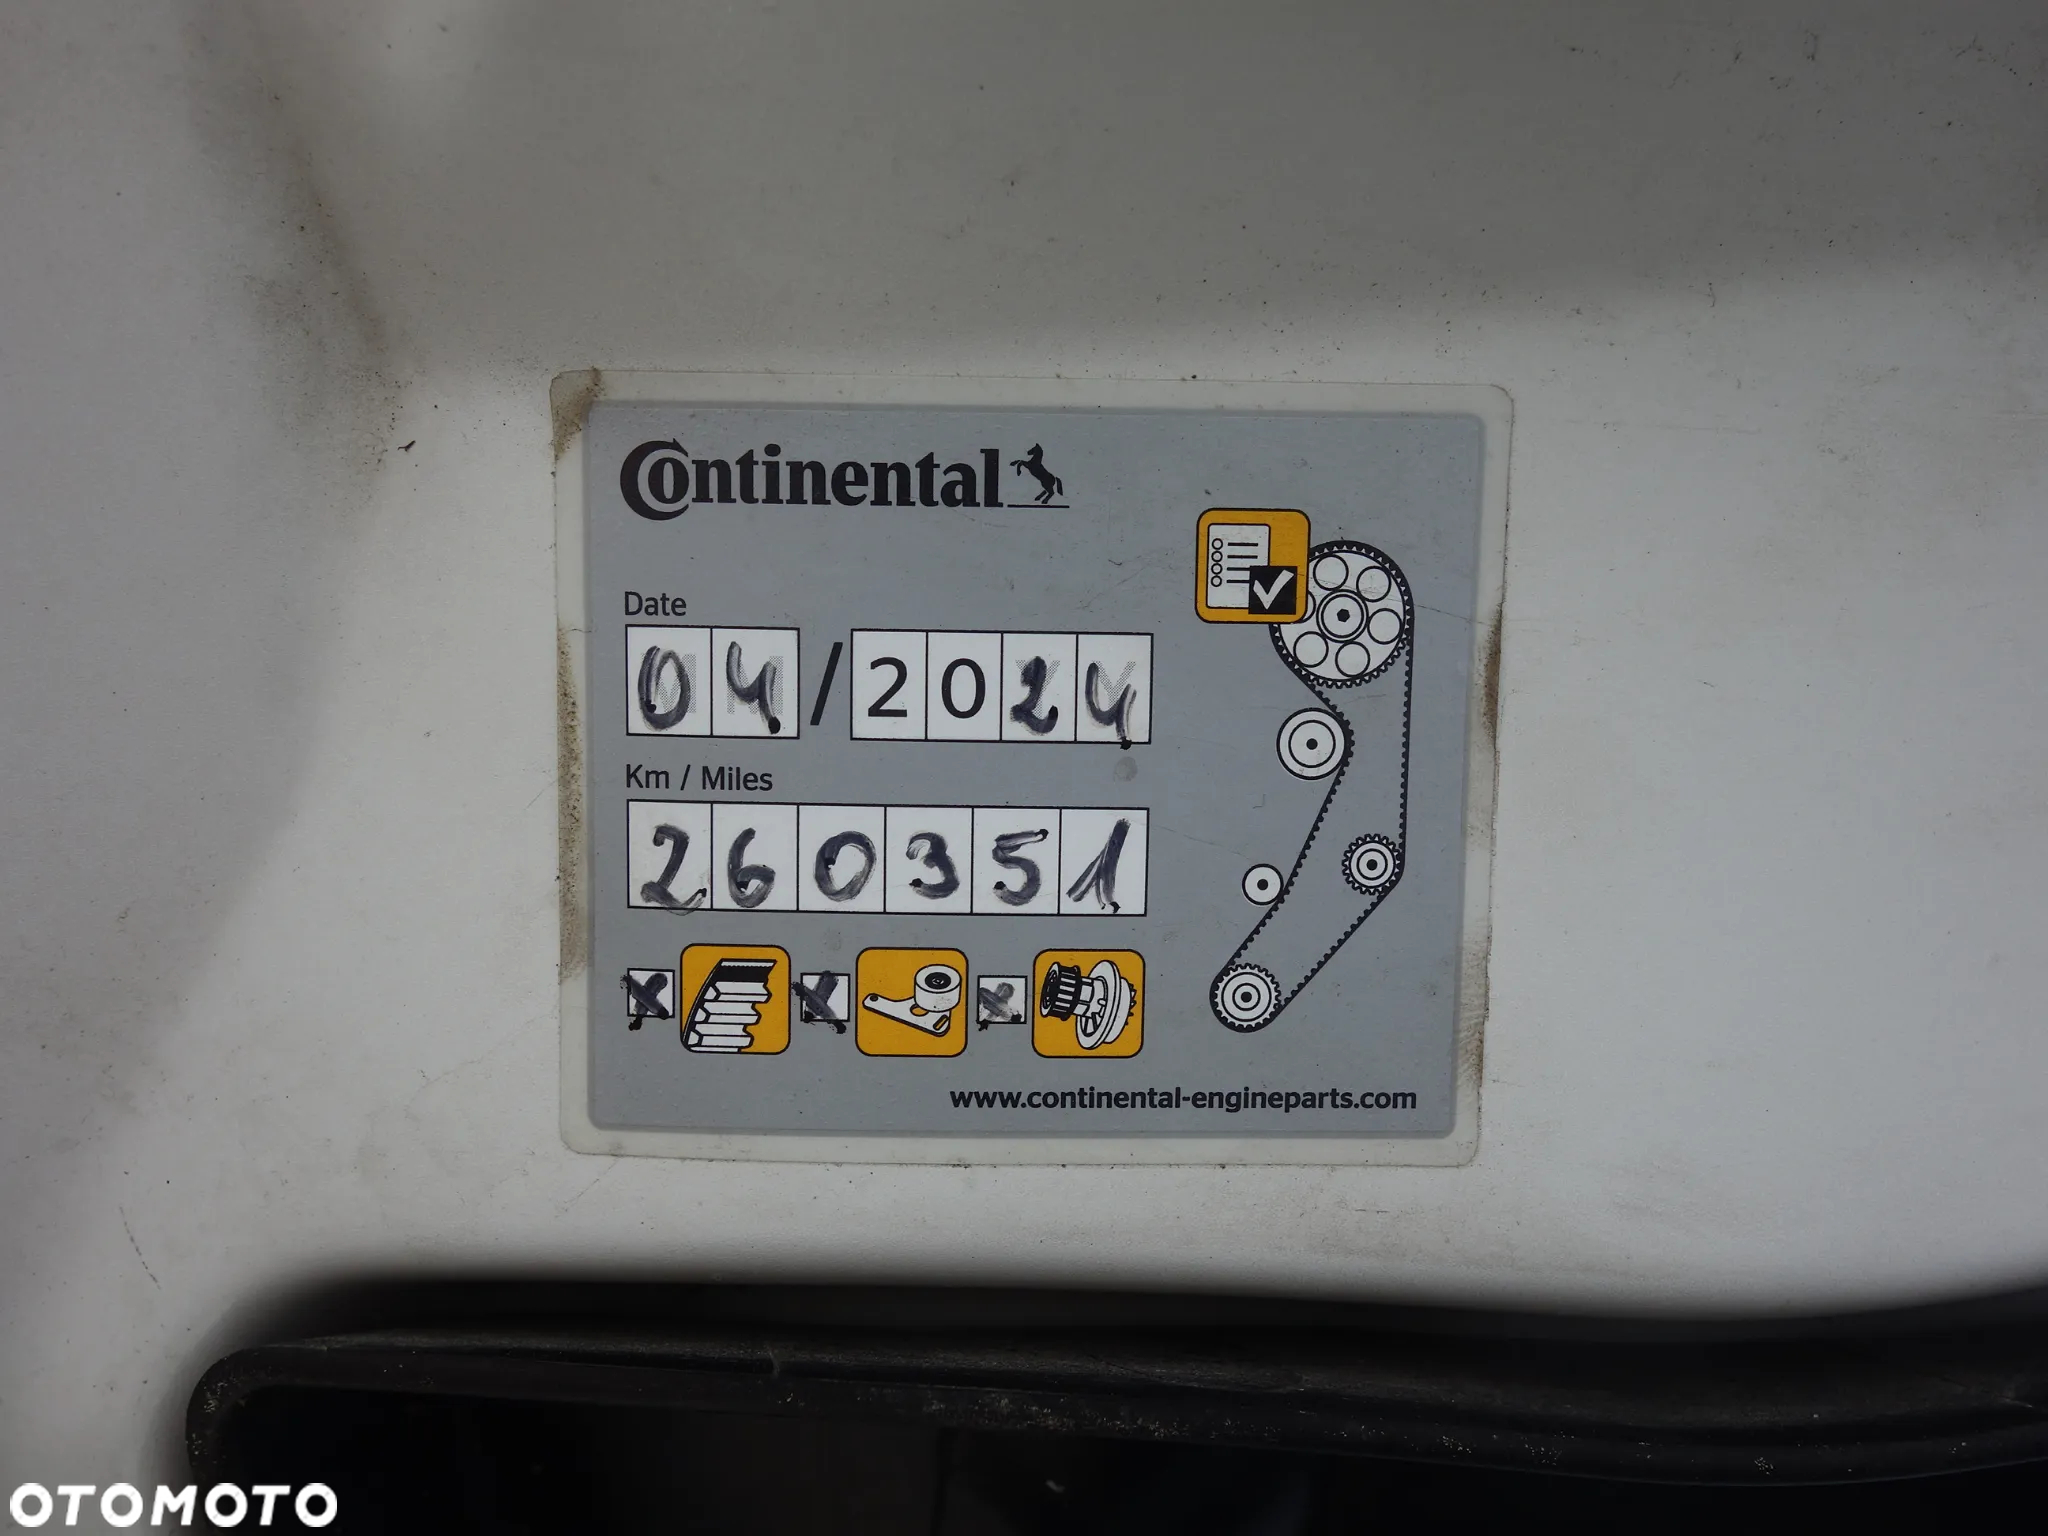 Continental
Date
04/2024
Km / Miles
260351
www.continental-engineparts.com
OTOMOTO